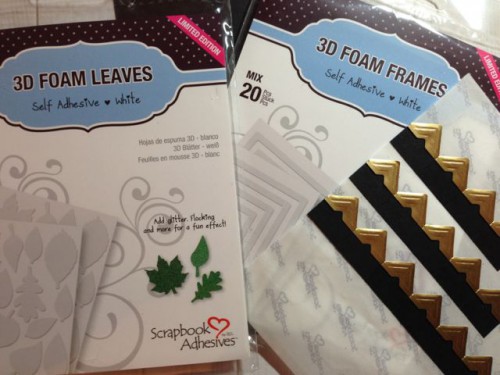 LIMITED EDITION
3D FOAM LEAVES
Self Adhesive White
Hojas de espuma 3D - blanco
3D Blätter - weiß
Feuilles en mousse 3D - blanc
Add glitter, flocking
and more for a fun effect!
Scrapbook
Adhesives
LIMITED EDITION
3D FOAM FRAMES
Self Adhesive White
MIX
20